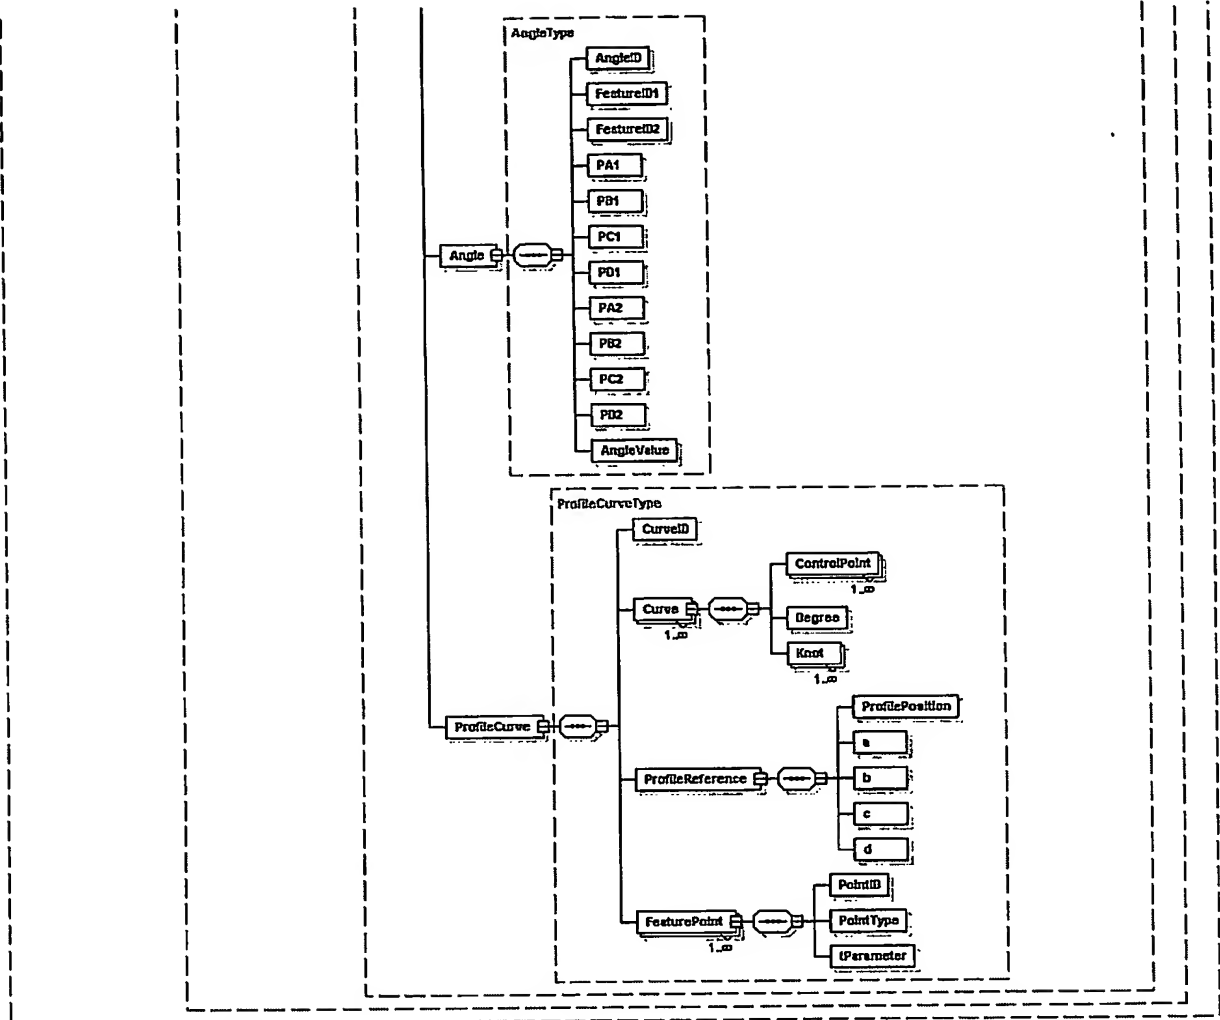 AngleType
AngleID
FeatureID1
FeatureID2
PA1
PB1
PC1
PD1
Angle
PA2
PB2
PC2
PD2
AngleValue
ProfileCurveType
CurveID
ControlPoint
1..∞
Curve
1..∞
Degree
Knot
1..∞
ProfilePosition
ProfileCurve
a
ProfileReference
b
c
d
PointID
FeaturePoint
1..∞
PointType
tParameter